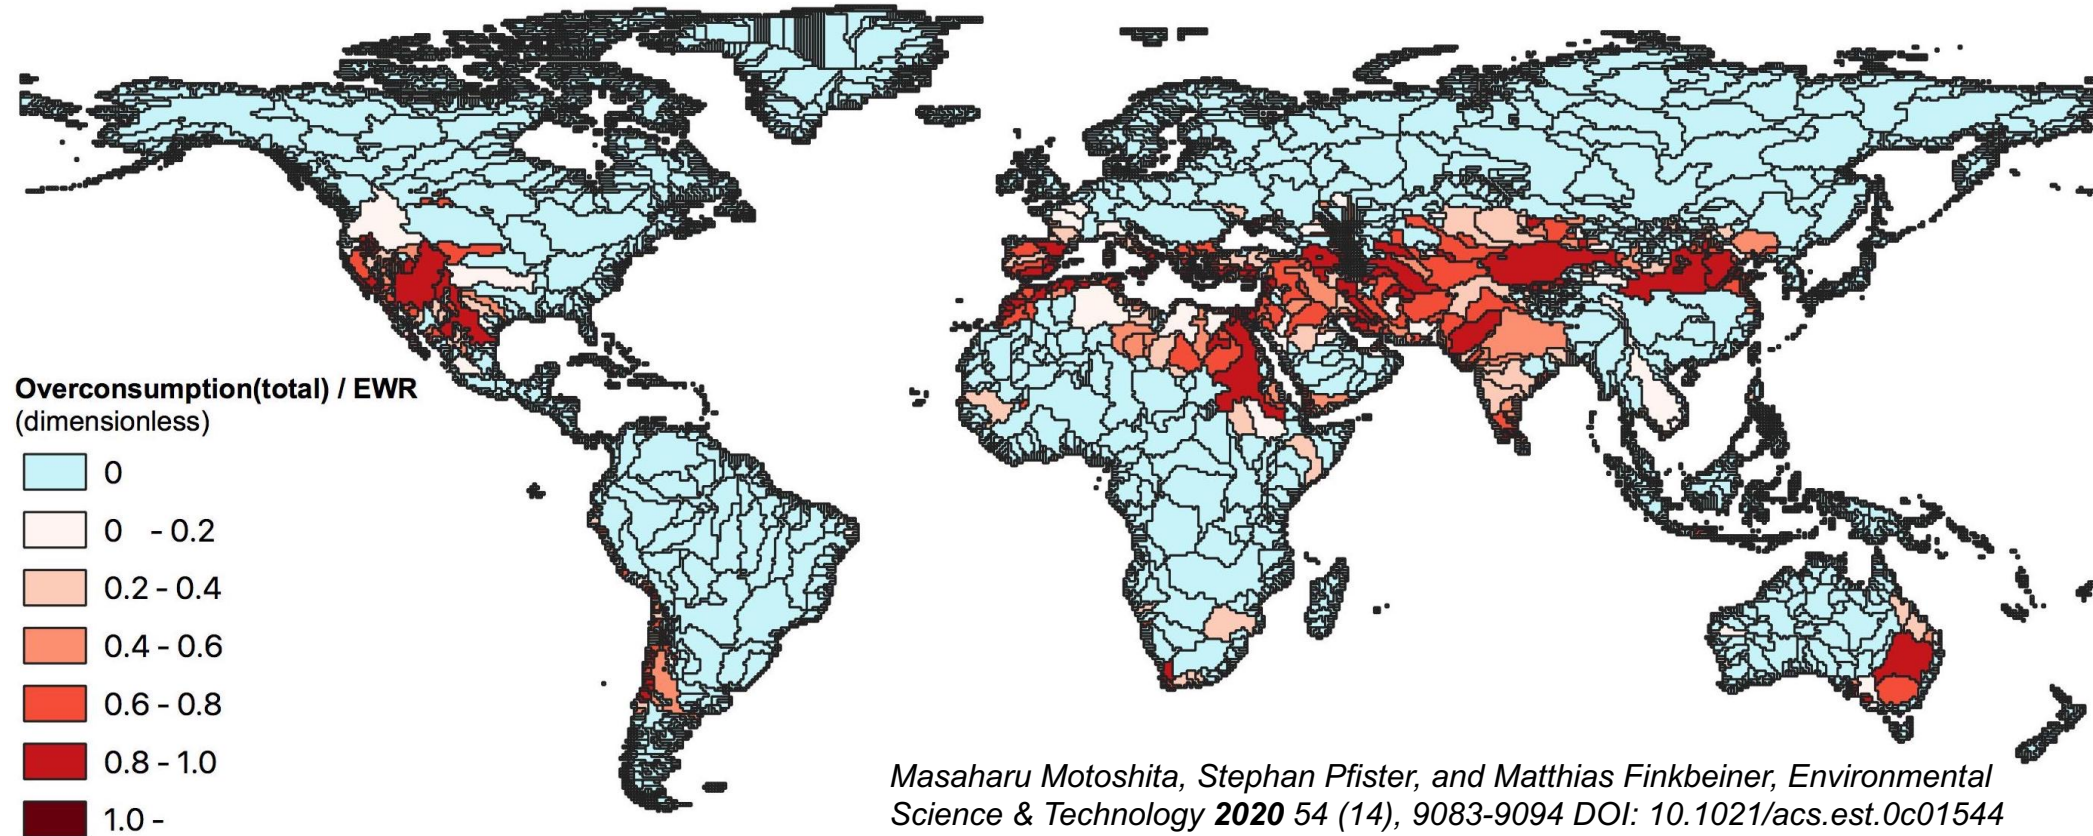 Overconsumption(total) / EWR
(dimensionless)
0
0 - 0.2
0.2 - 0.4
0.4 - 0.6
0.6 - 0.8
0.8 - 1.0
1.0 -
Masaharu Motoshita, Stephan Pfister, and Matthias Finkbeiner, Environmental
Science & Technology 2020 54 (14), 9083-9094 DOI: 10.1021/acs.est.0c01544